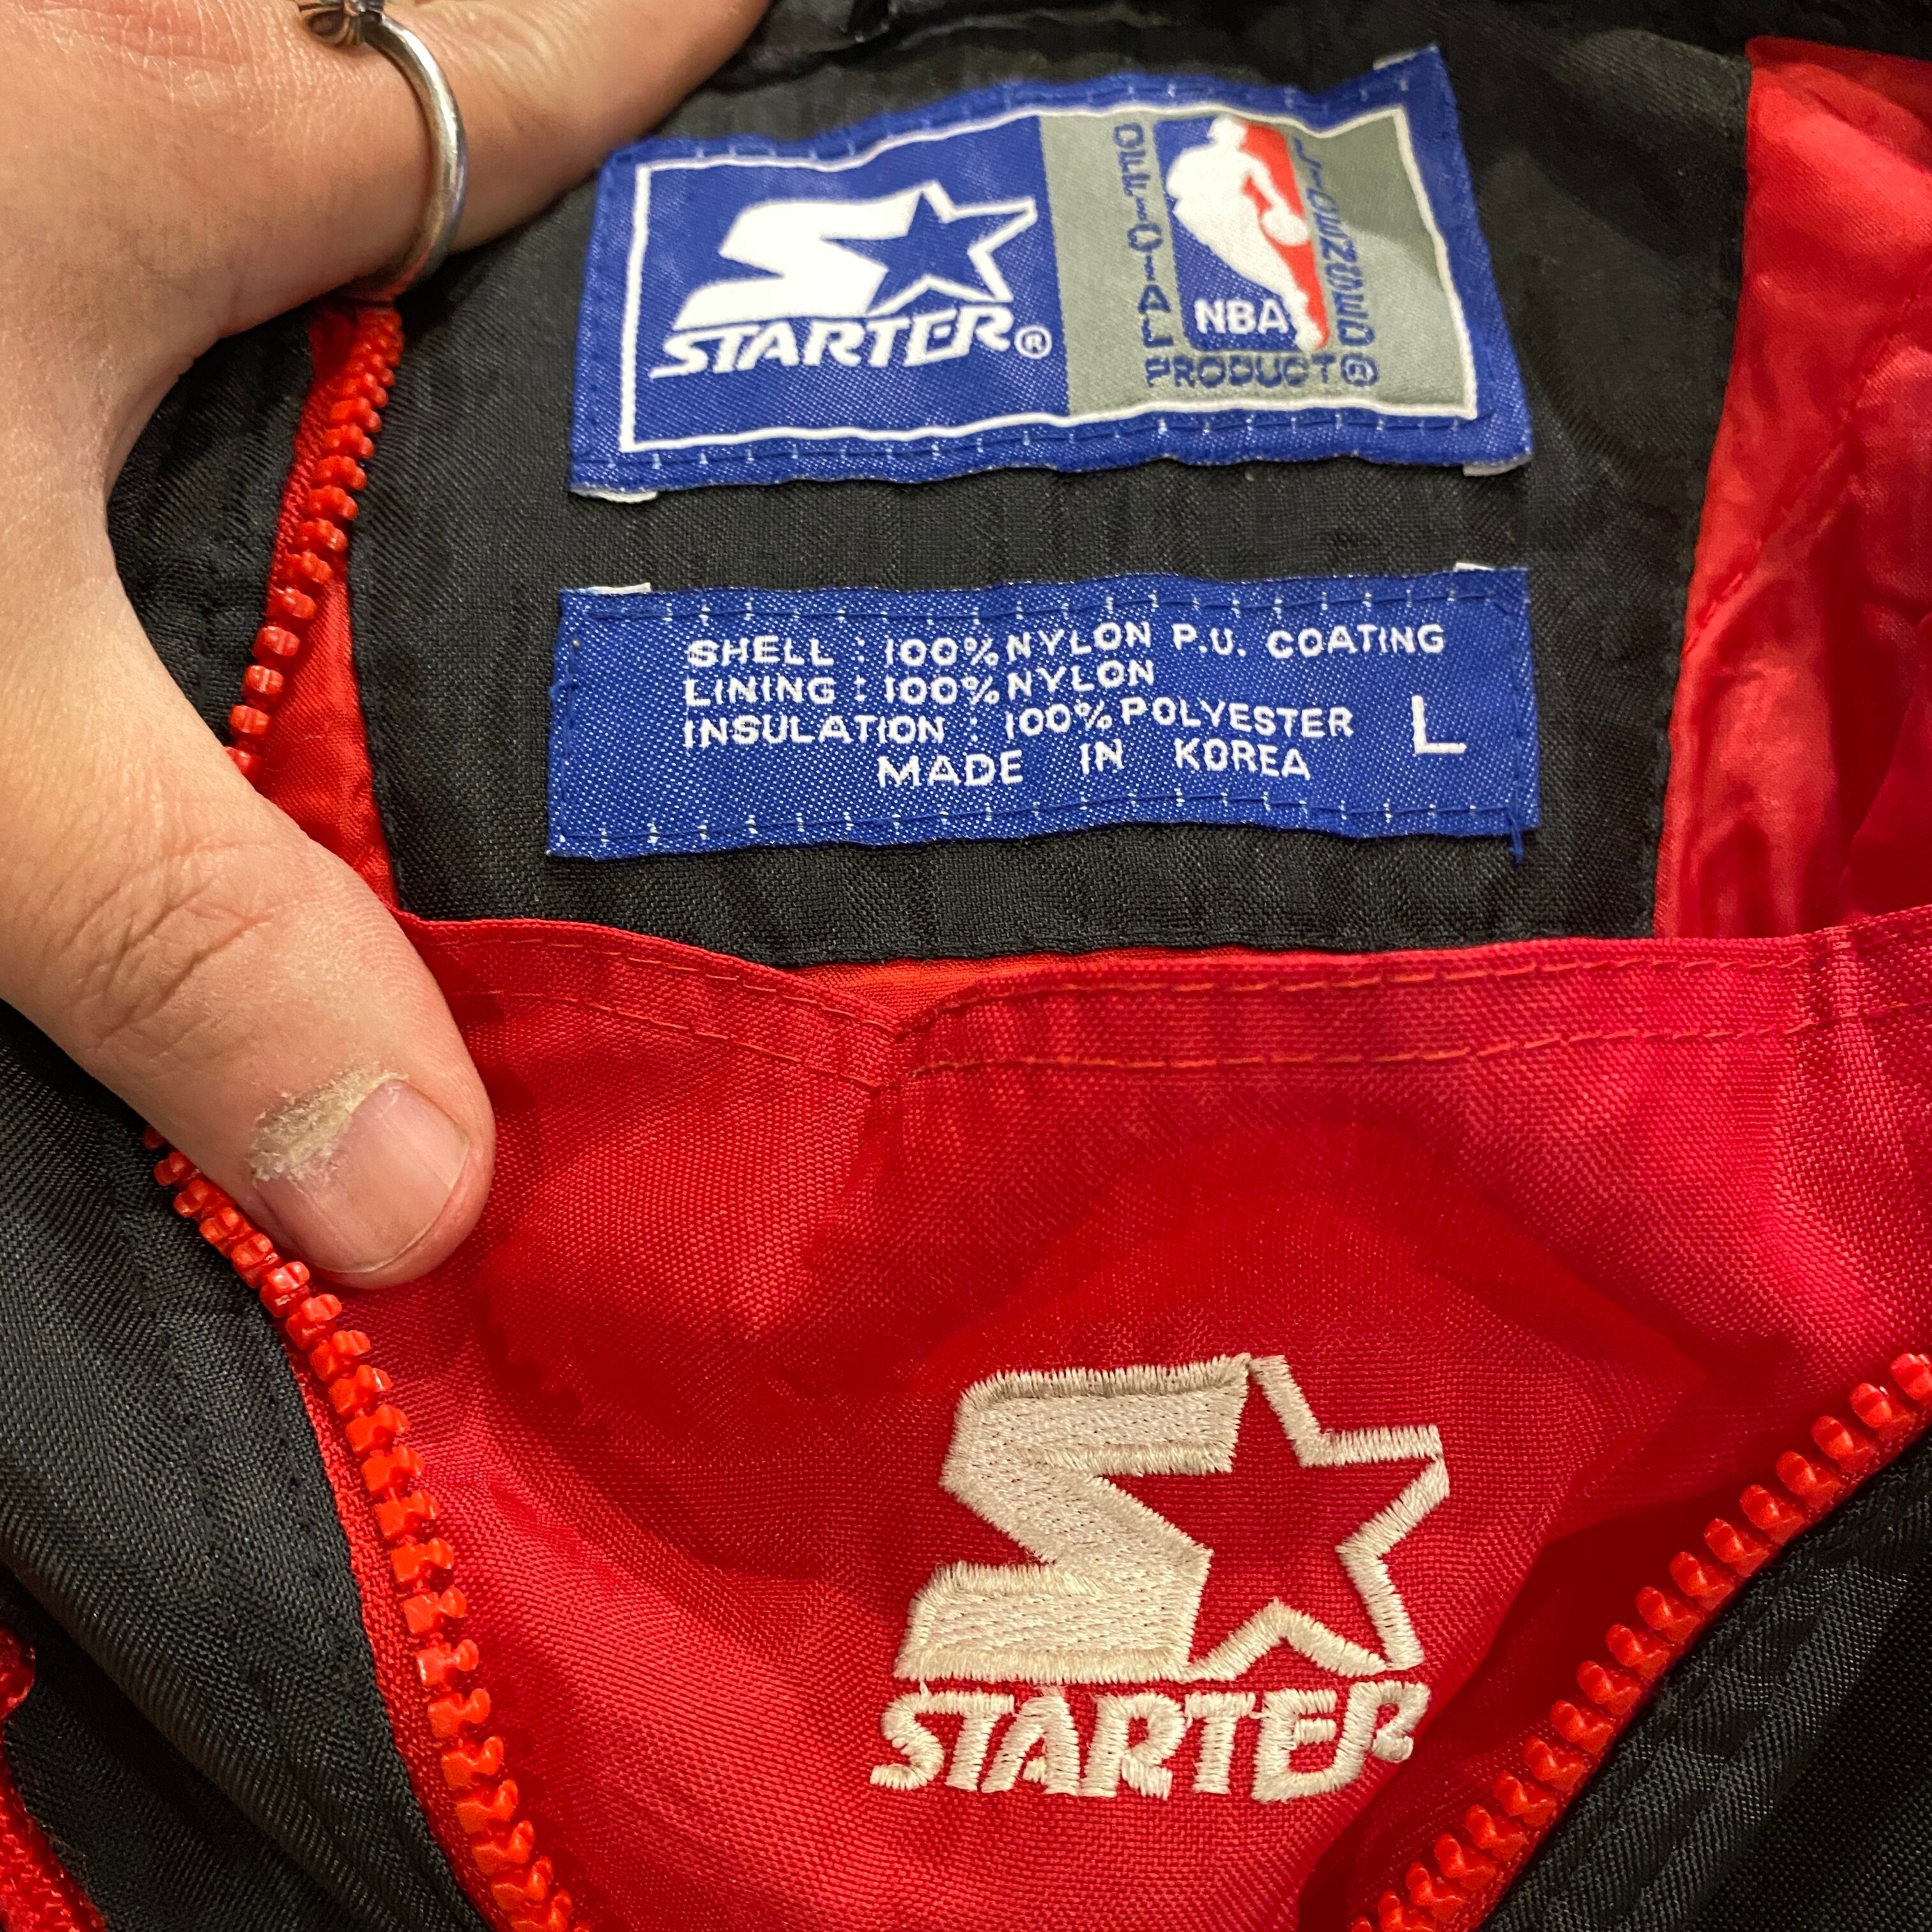 STARTER®
OFFICIAL
NBA
LICENSED
PRODUCT®
SHELL : 100% NYLON P.U. COATING
LINING : 100% NYLON
INSULATION : 100% POLYESTER
L
MADE IN KOREA
STARTER